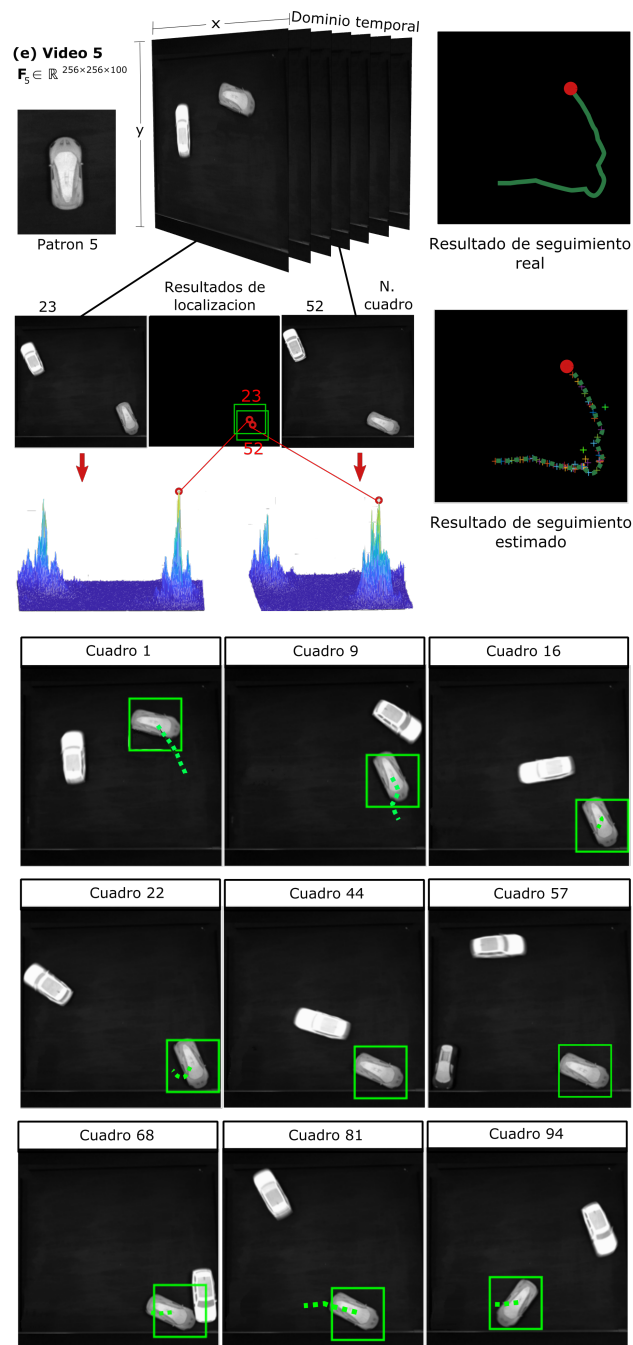 (e) Video 5
F5 ∈ ℝ 256×256×100
x
Dominio temporal
y
Patron 5
Resultado de seguimiento
real
23
Resultados de
localizacion
52
N.
cuadro
23
52
Resultado de seguimiento
estimado
Cuadro 1
Cuadro 9
Cuadro 16
Cuadro 22
Cuadro 44
Cuadro 57
Cuadro 68
Cuadro 81
Cuadro 94